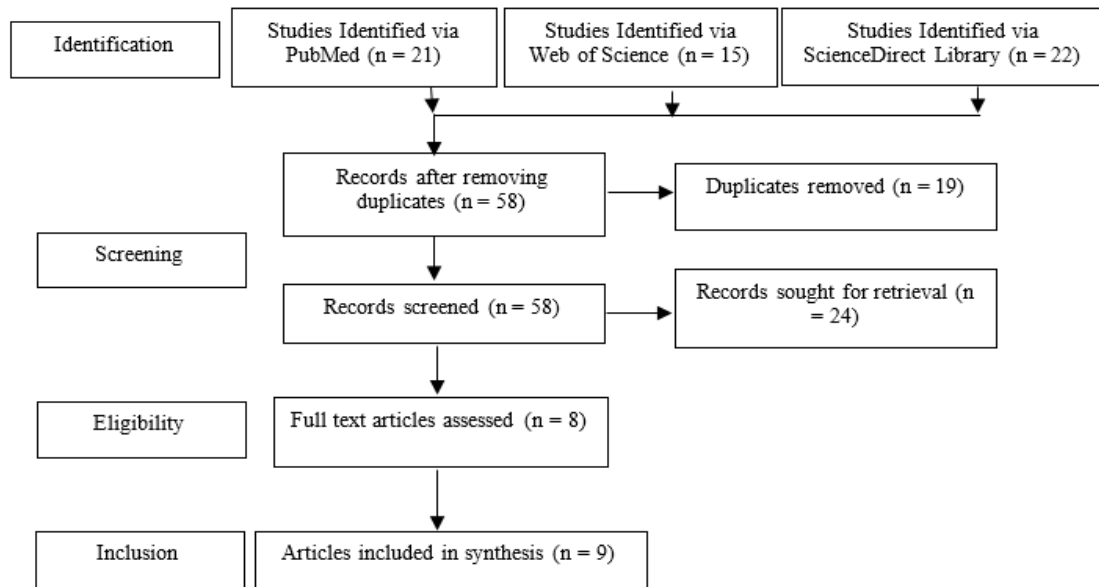 Identification
Studies Identified via
PubMed (n = 21)
Studies Identified via
Web of Science (n = 15)
Studies Identified via
ScienceDirect Library (n = 22)
Records after removing
duplicates (n = 58)
Duplicates removed (n = 19)
Screening
Records screened (n = 58)
Records sought for retrieval (n
= 24)
Eligibility
Full text articles assessed (n = 8)
Inclusion
Articles included in synthesis (n = 9)